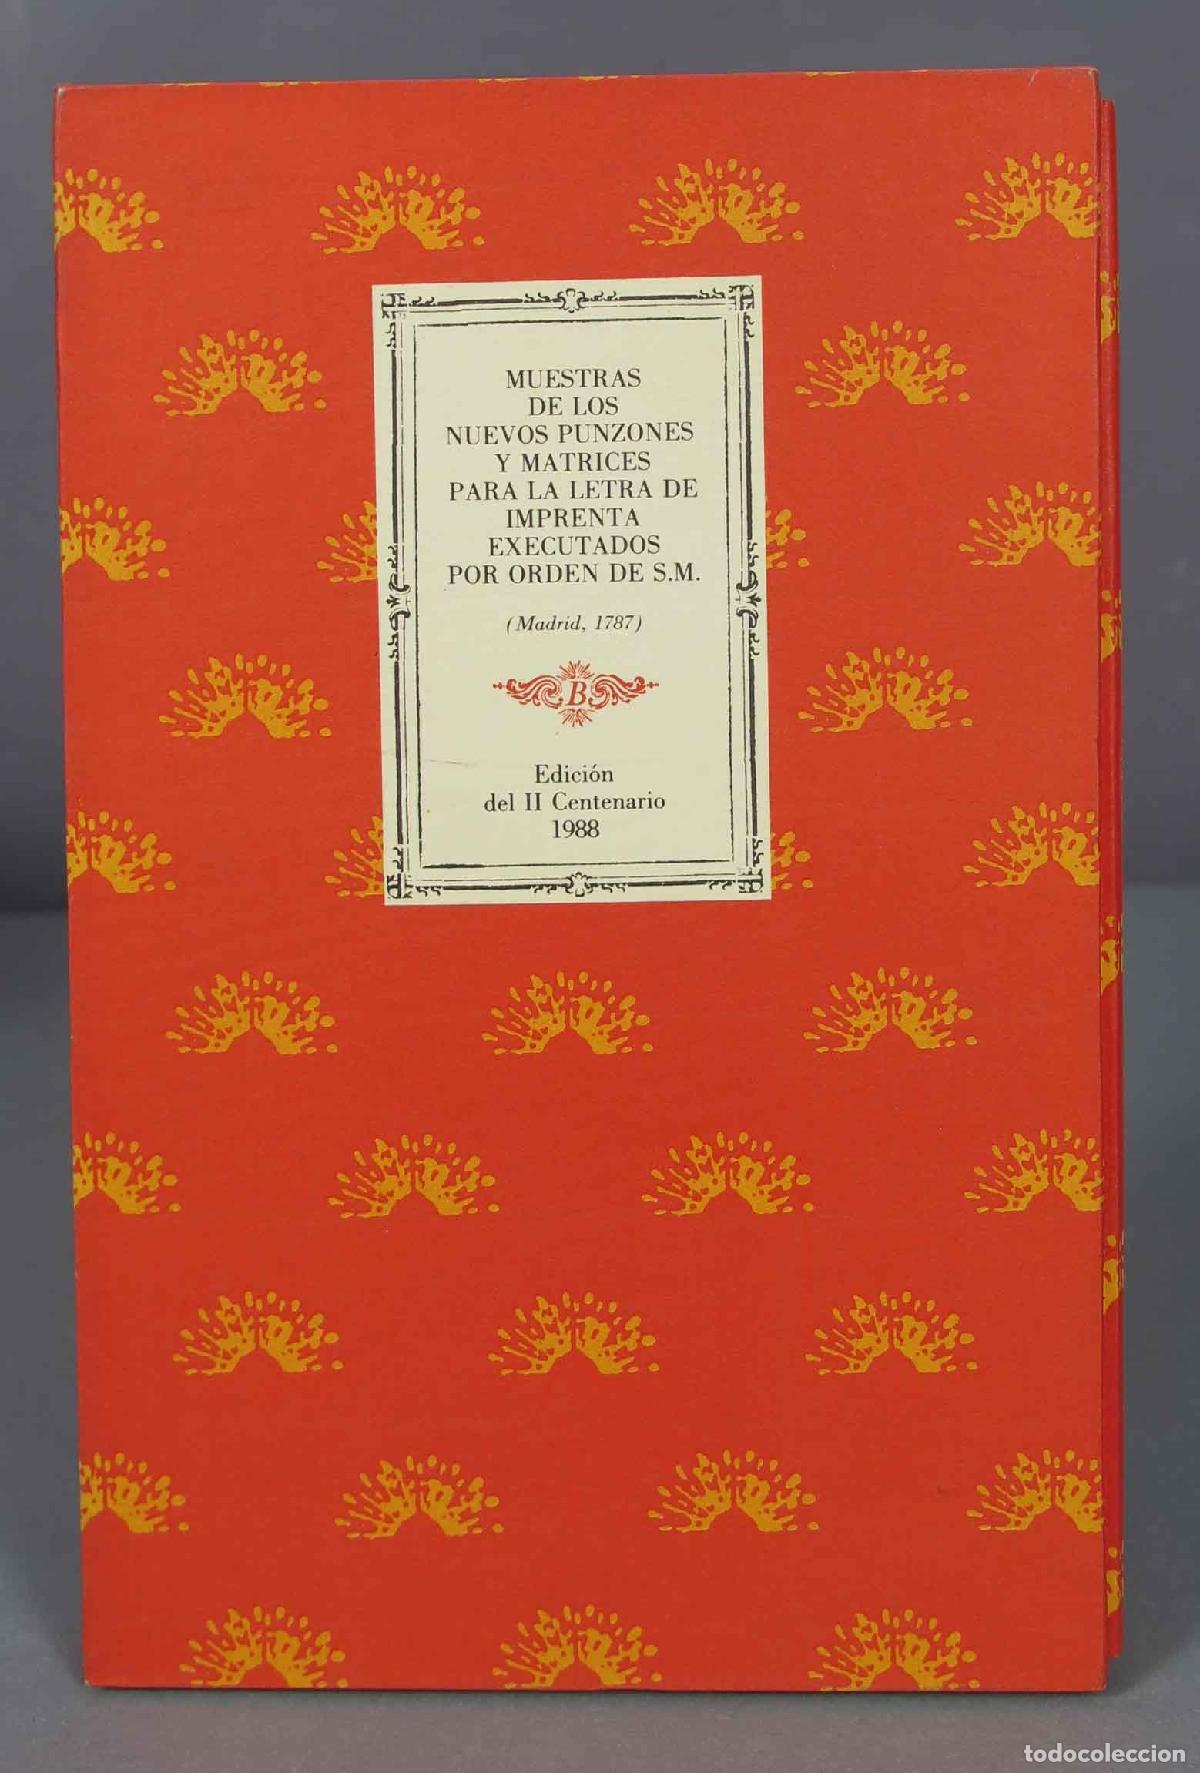 MUESTRAS
DE LOS
NUEVOS PUNZONES
Y MATRICES
PARA LA LETRA DE
IMPRENTA
EXECUTADOS
POR ORDEN DE S.M.
(Madrid, 1787)
B
Edición
del II Centenario
1988
todocoleccion